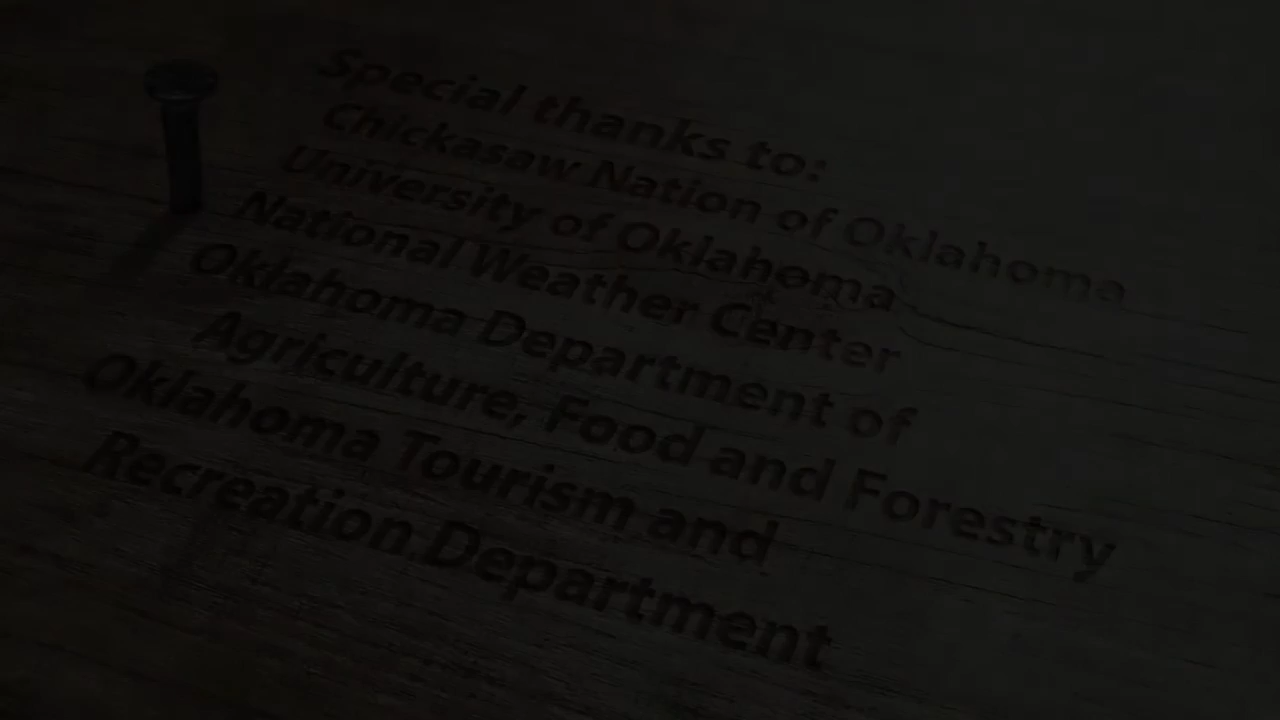 Special thanks to:
Chickasaw Nation of Oklahoma
University of Oklahoma
National Weather Center
Oklahoma Department of
Agriculture, Food and Forestry
Oklahoma Tourism and
Recreation Department